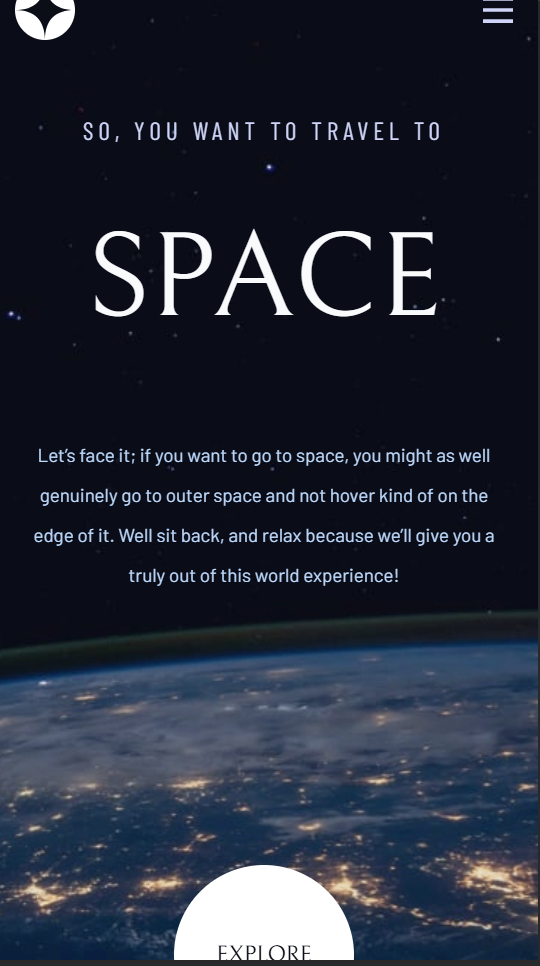 SO, YOU WANT TO TRAVEL TO
SPACE
Let’s face it; if you want to go to space, you might as well
genuinely go to outer space and not hover kind of on the
edge of it. Well sit back, and relax because we’ll give you a
truly out of this world experience!
EXPLORE